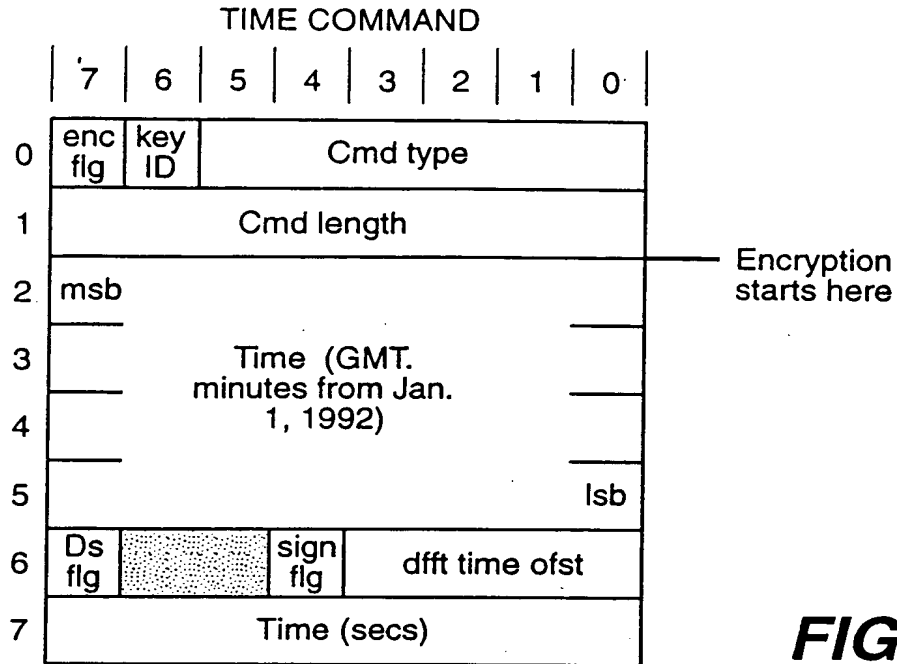 TIME COMMAND
7 6 5 4 3 2 1 0
0 enc flg key ID Cmd type
1 Cmd length
Encryption
starts here
2 msb
3 Time (GMT.
minutes from Jan.
4 1, 1992)
5 lsb
6 Ds flg sign flg dfft time ofst
7 Time (secs)
FIG